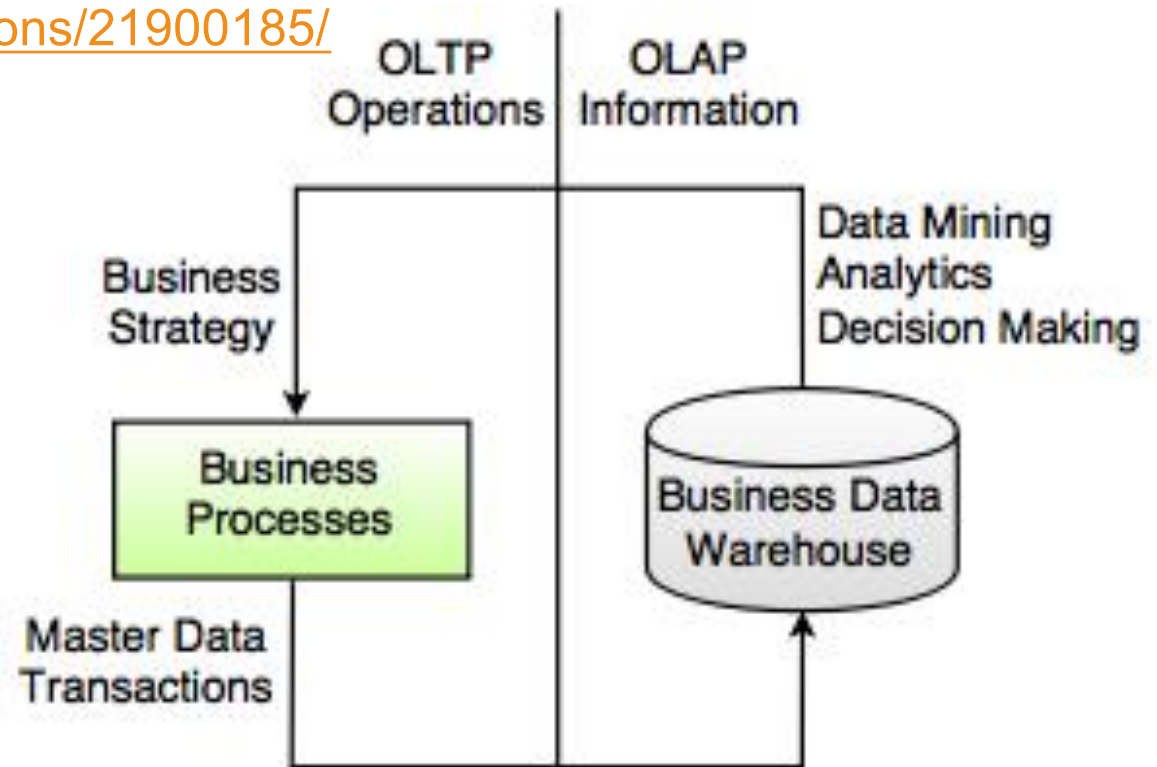 ons/21900185/
OLTP
Operations
OLAP
Information
Business
Strategy
Data Mining
Analytics
Decision Making
Business
Processes
Business Data
Warehouse
Master Data
Transactions